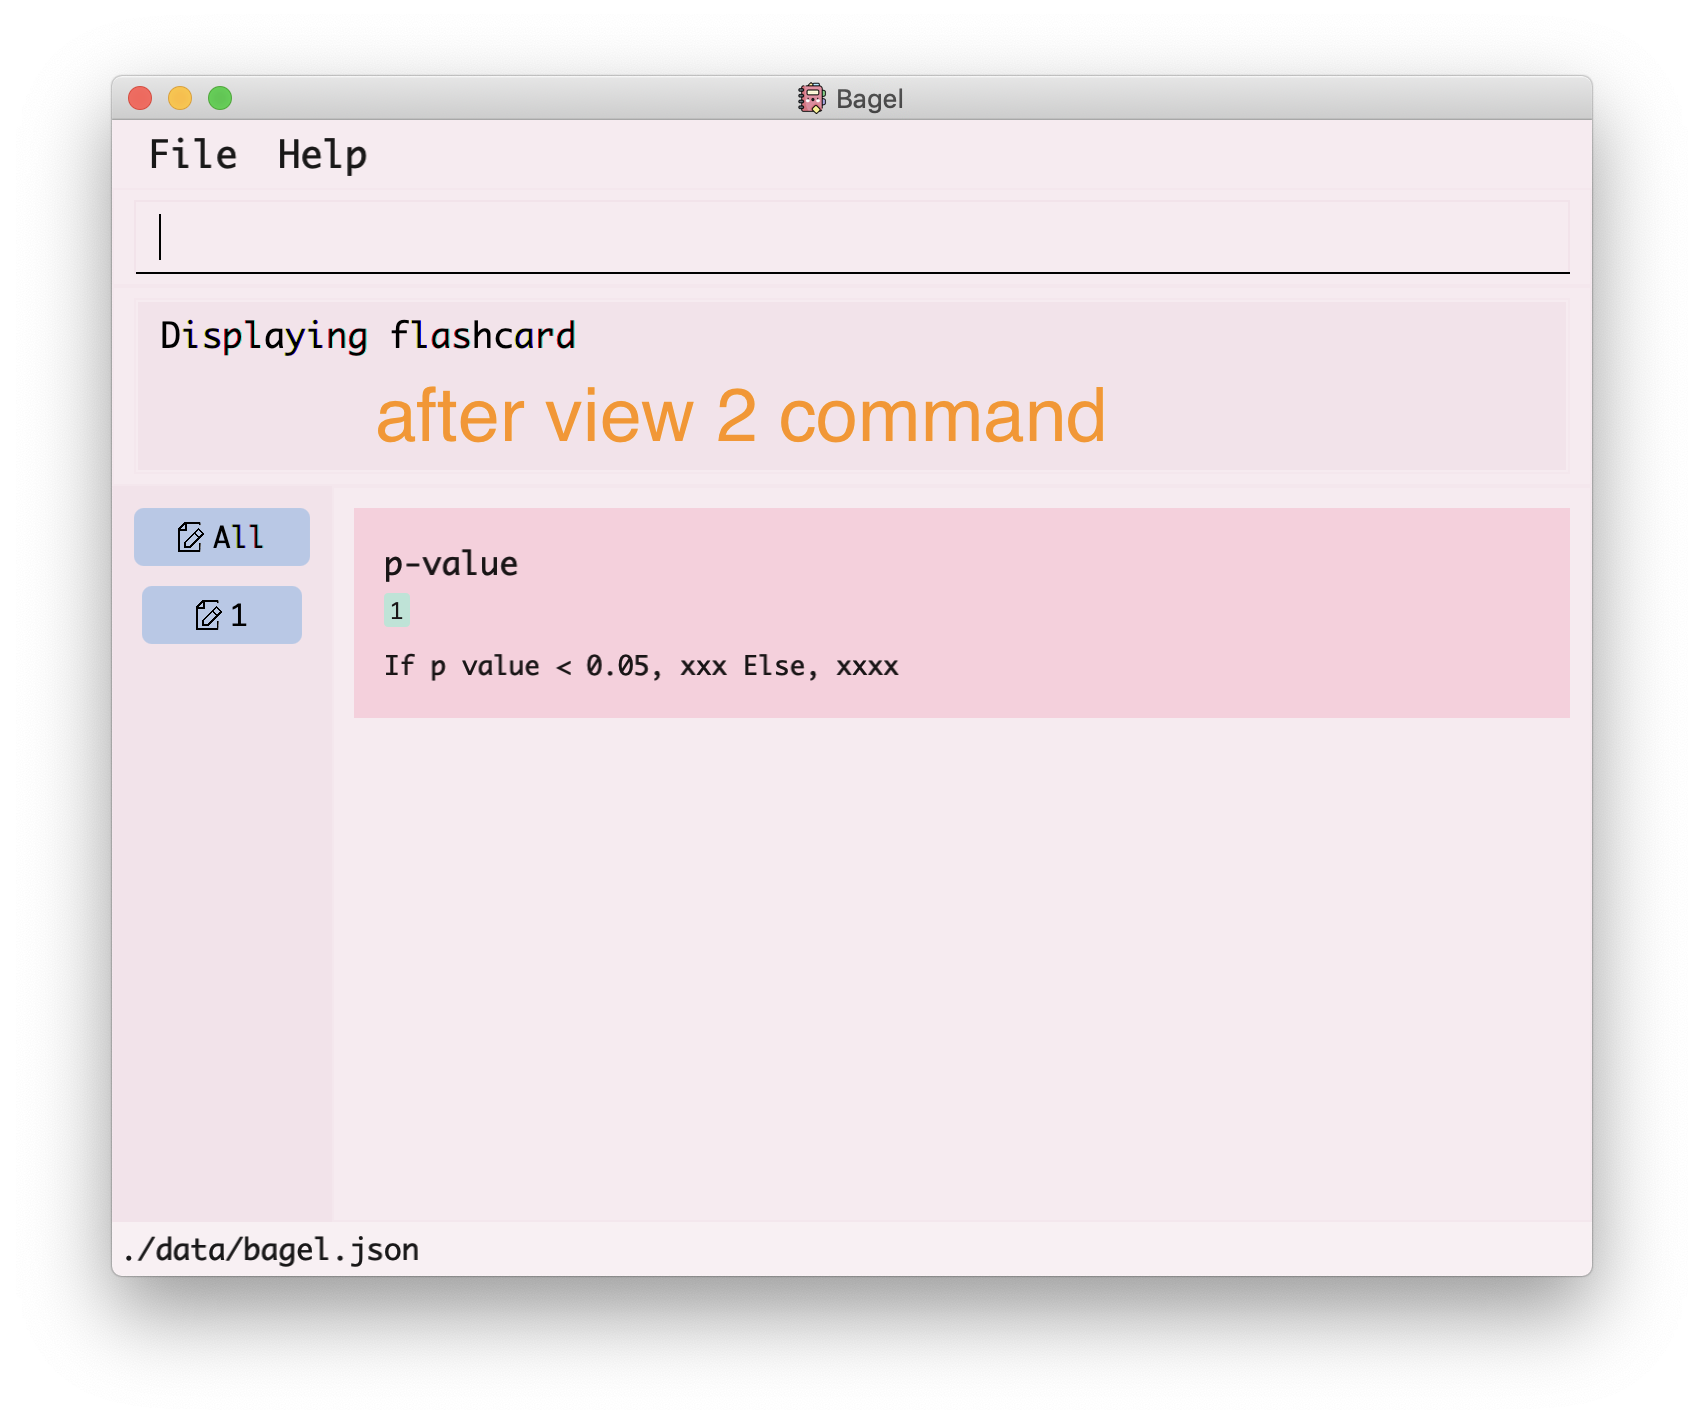 Bagel
File Help
Displaying flashcard
after view 2 command
All
1
p-value
1
If p value < 0.05, xxx Else, xxxx
./data/bagel.json